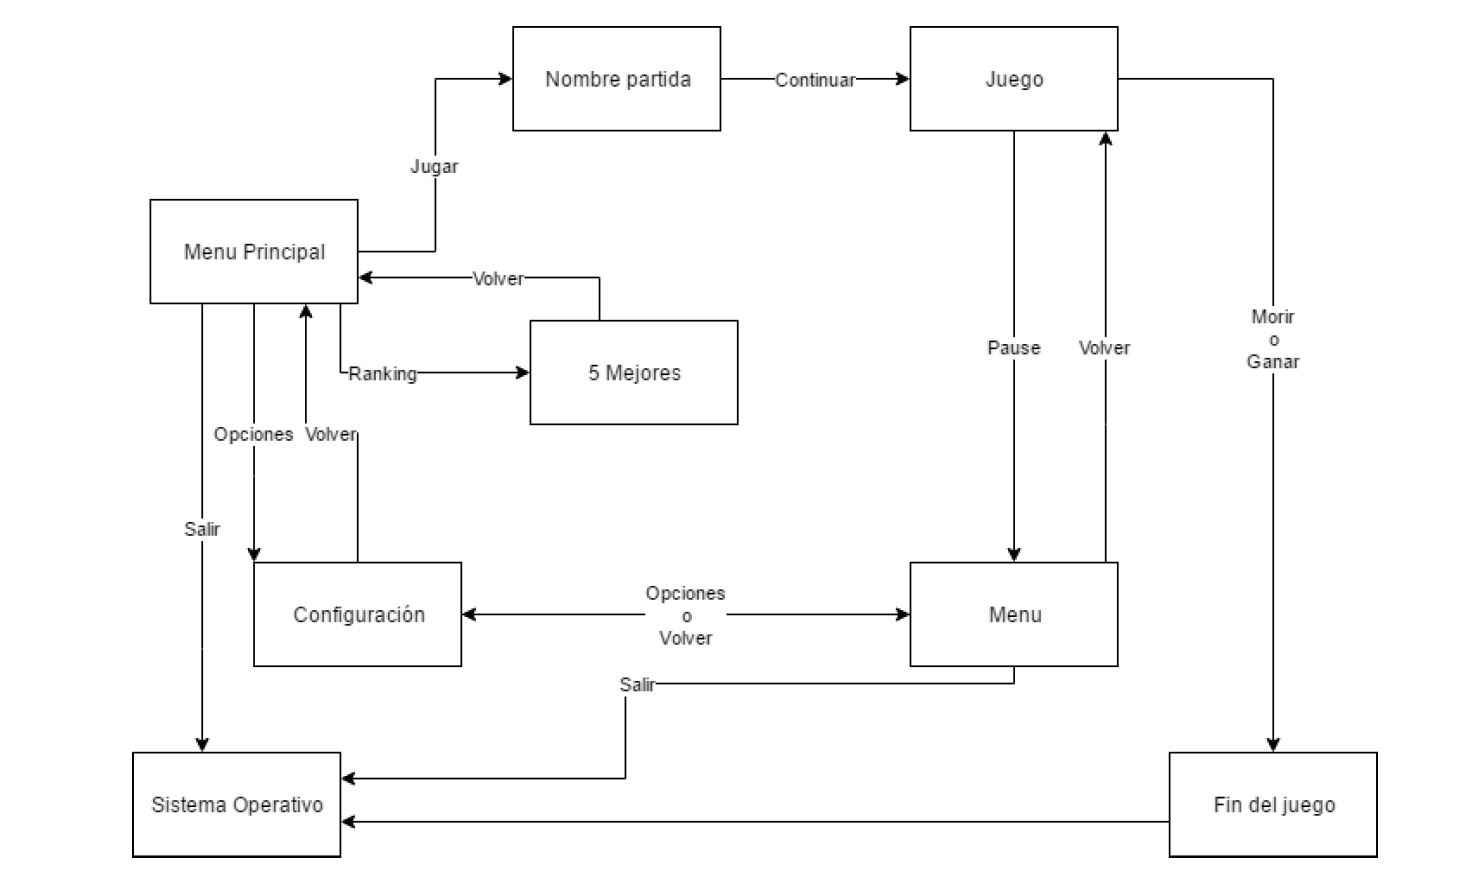 Nombre partida
Continuar
Juego
Jugar
Menu Principal
Volver
Morir
o
Ganar
Pause
Volver
Ranking
5 Mejores
Opciones
Volver
Salir
Opciones
o
Volver
Configuración
Menu
Salir
Sistema Operativo
Fin del juego